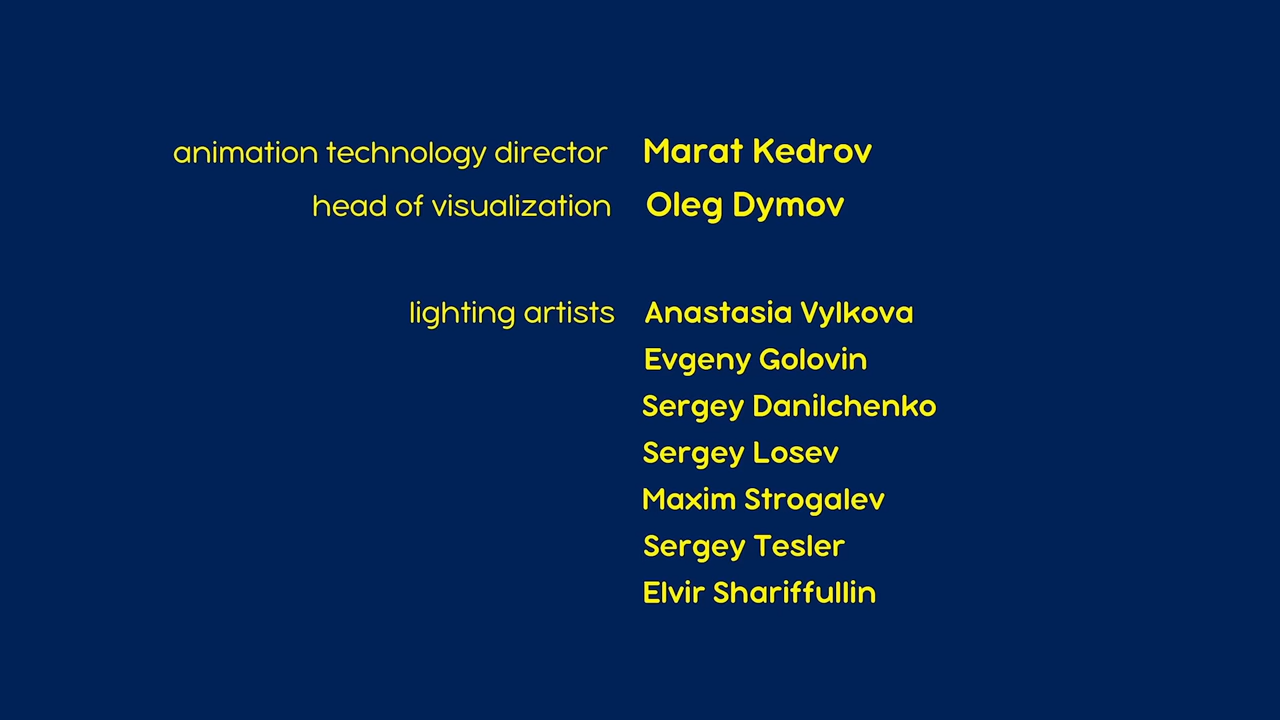 animation technology director Marat Kedrov
head of visualization Oleg Dymov
lighting artists Anastasia Vylkova
Evgeny Golovin
Sergey Danilchenko
Sergey Losev
Maxim Strogalev
Sergey Tesler
Elvir Shariffullin